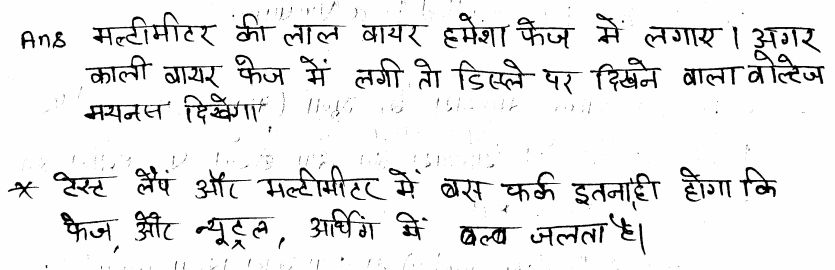 Ans मल्टीमीटर की लाल वायर हमेशा फेज में लगाए। अगर
काली वायर फेज में लगी तो डिस्ले पर दिखने वाला वोल्टेज
मयनस दिखेगा
* टेस्ट लैंप और मल्टीमीटर में बस फर्क इतनाही होगा कि
फेज, और न्यूट्रल, अर्थिंग में बल्ब जलता है।